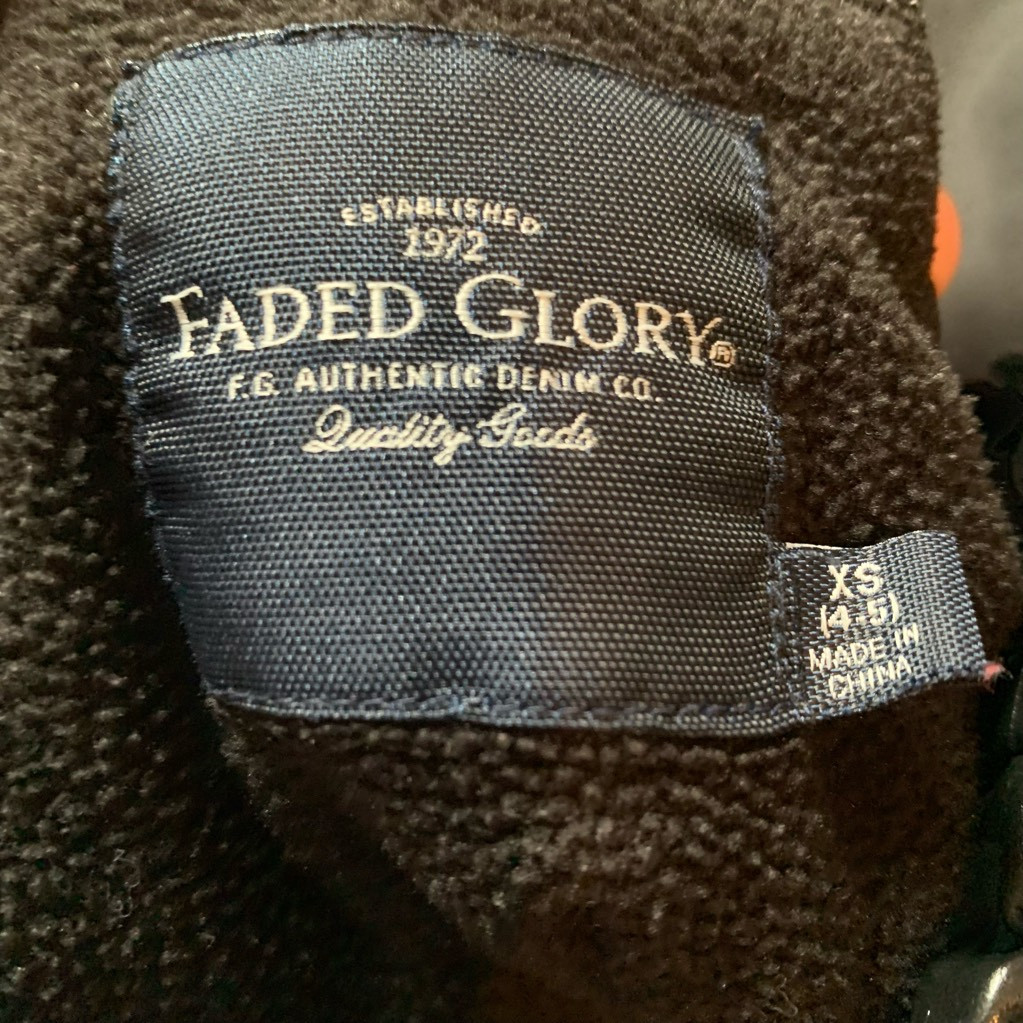 ESTABLISHED
1972
FADED GLORY®
F.G. AUTHENTIC DENIM CO.
Quality Goods
XS
(4-5)
MADE IN
CHINA